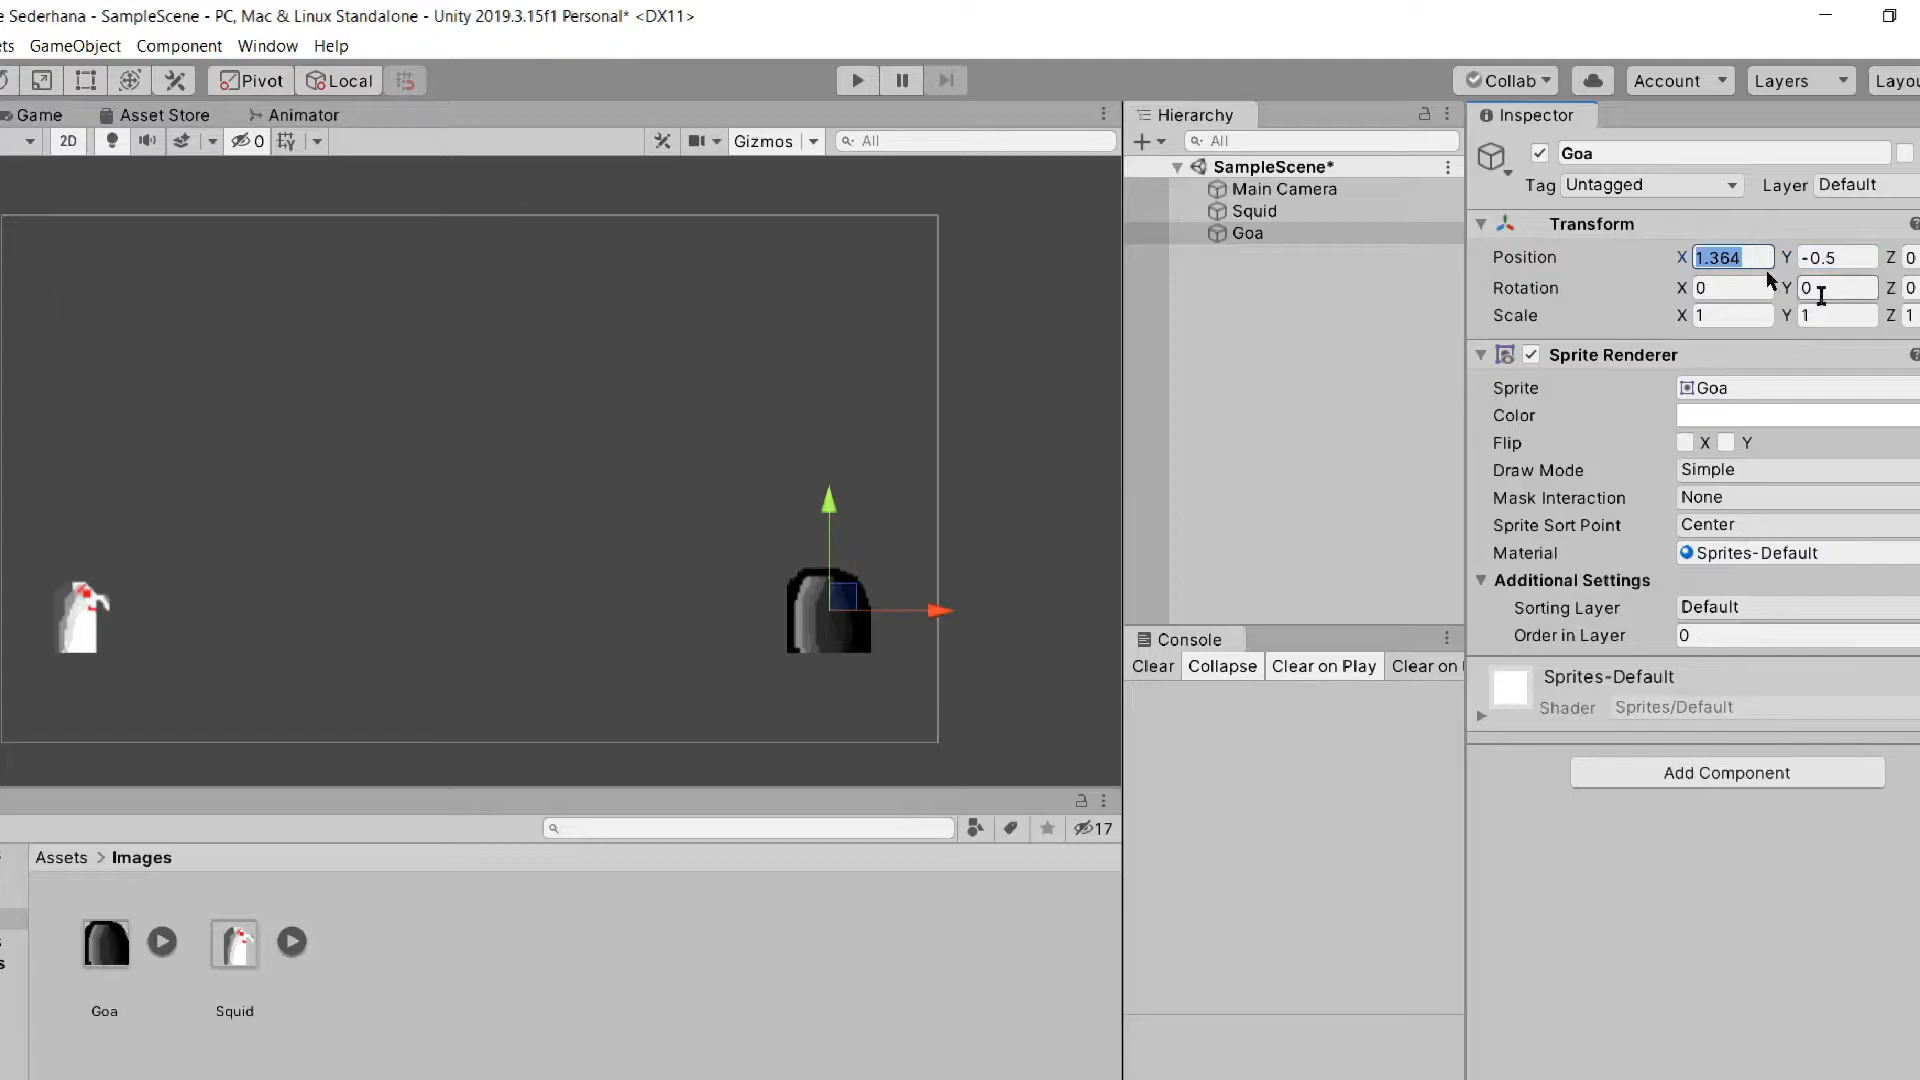 e Sederhana - SampleScene - PC, Mac & Linux Standalone - Unity 2019.3.15f1 Personal* <DX11>
ets GameObject Component Window Help
Pivot Local Collab Account Layers Layou
Game Asset Store Animator Hierarchy Inspector
2D 0 Gizmos All All Goa
SampleScene*
Main Camera
Squid
Goa
Tag Untagged Layer Default
Transform
Position X 1.364 Y -0.5 Z 0
Rotation X 0 Y 0 Z 0
Scale X 1 Y 1 Z 1
Sprite Renderer
Sprite Goa
Color
Flip X Y
Draw Mode Simple
Mask Interaction None
Sprite Sort Point Center
Material Sprites-Default
Additional Settings
Sorting Layer Default
Order in Layer 0
Sprites-Default
Shader Sprites/Default
Add Component
Console
Clear Collapse Clear on Play Clear on
17
Assets > Images
Goa Squid